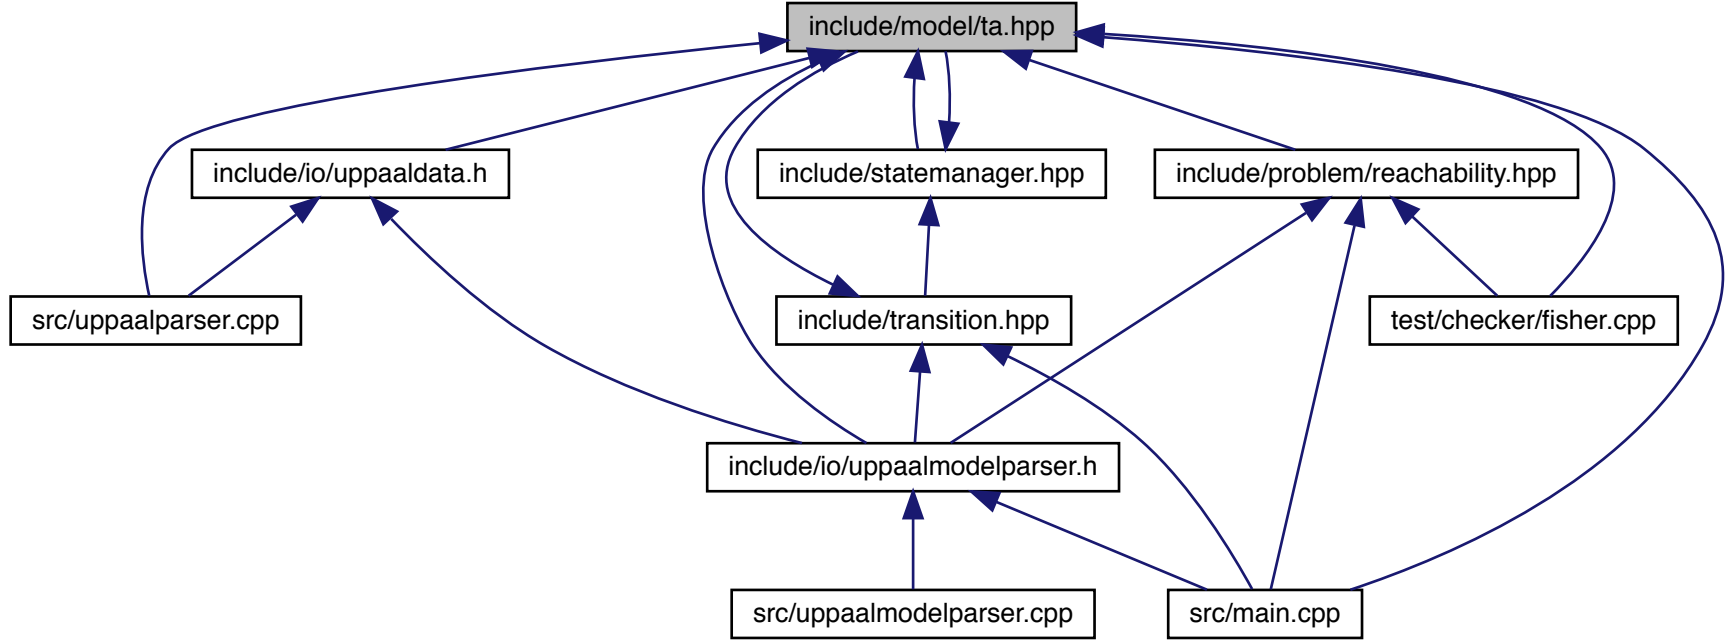 include/model/ta.hpp
include/io/uppaaldata.h
include/statemanager.hpp
include/problem/reachability.hpp
src/uppaalparser.cpp
include/transition.hpp
test/checker/fisher.cpp
include/io/uppaalmodelparser.h
src/uppaalmodelparser.cpp
src/main.cpp